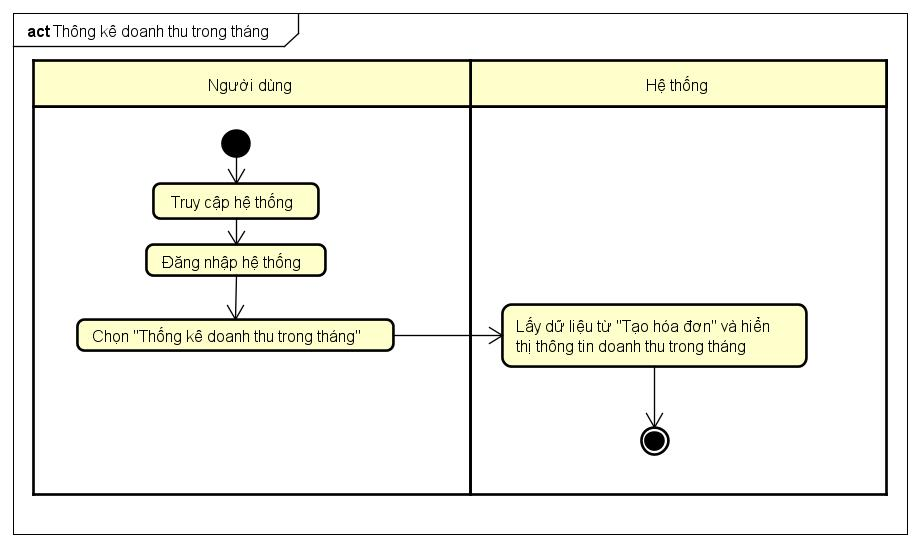 act Thống kê doanh thu trong tháng
Người dùng
Hệ thống
Truy cập hệ thống
Đăng nhập hệ thống
Chọn "Thống kê doanh thu trong tháng"
Lấy dữ liệu từ "Tạo hóa đơn" và hiển
thị thông tin doanh thu trong tháng